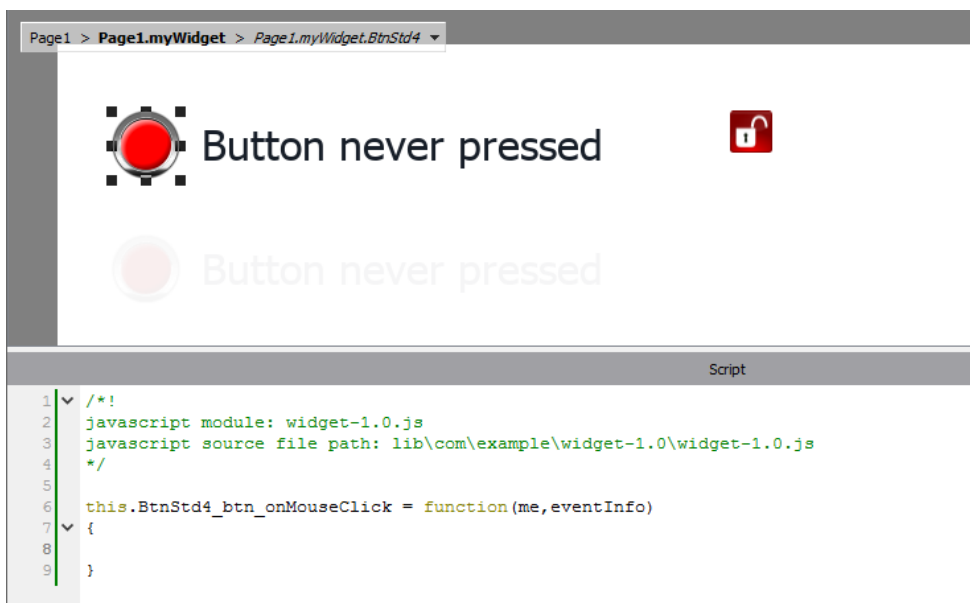 Page1 > Page1.myWidget > Page1.myWidget.BtnStd4
Button never pressed
Button never pressed
Script
1 /*!
2 javascript module: widget-1.0.js
3 javascript source file path: lib\com\example\widget-1.0\widget-1.0.js
4 */
5
6 this.BtnStd4_btn_onMouseClick = function(me,eventInfo)
7 {
8
9 }